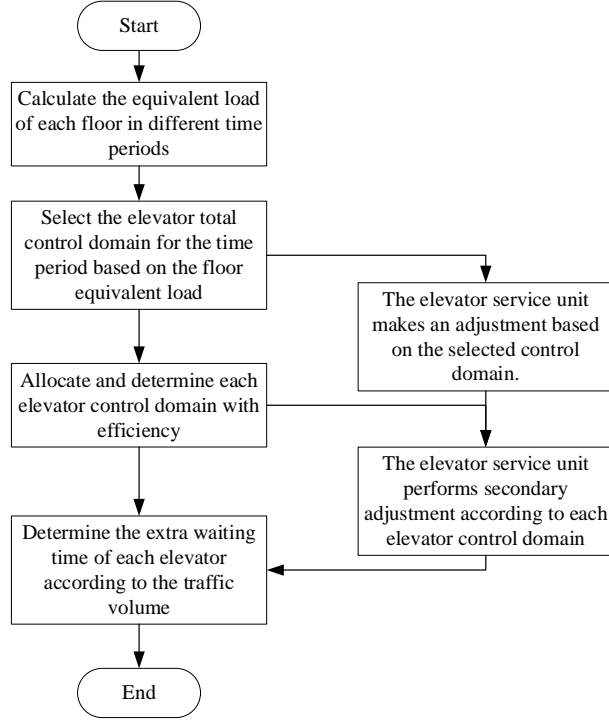 Start
Calculate the equivalent load
of each floor in different time
periods
Select the elevator total
control domain for the time
period based on the floor
equivalent load
The elevator service unit
makes an adjustment based
on the selected control
domain.
Allocate and determine each
elevator control domain with
efficiency
The elevator service unit
performs secondary
adjustment according to each
elevator control domain
Determine the extra waiting
time of each elevator
according to the traffic
volume
End